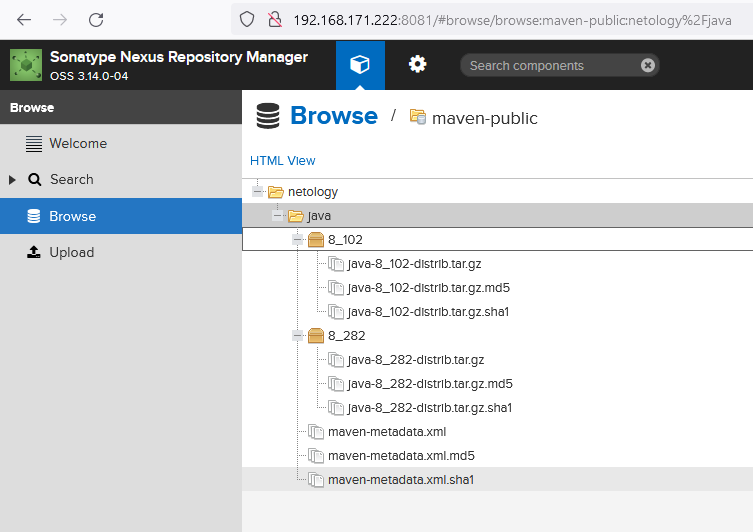 192.168.171.222:8081/#browse/browse:maven-public:netology%2Fjava
Sonatype Nexus Repository Manager
OSS 3.14.0-04
Search components
Browse
Welcome
Search
Browse
Upload
Browse / maven-public
HTML View
netology
java
8_102
java-8_102-distrib.tar.gz
java-8_102-distrib.tar.gz.md5
java-8_102-distrib.tar.gz.sha1
8_282
java-8_282-distrib.tar.gz
java-8_282-distrib.tar.gz.md5
java-8_282-distrib.tar.gz.sha1
maven-metadata.xml
maven-metadata.xml.md5
maven-metadata.xml.sha1